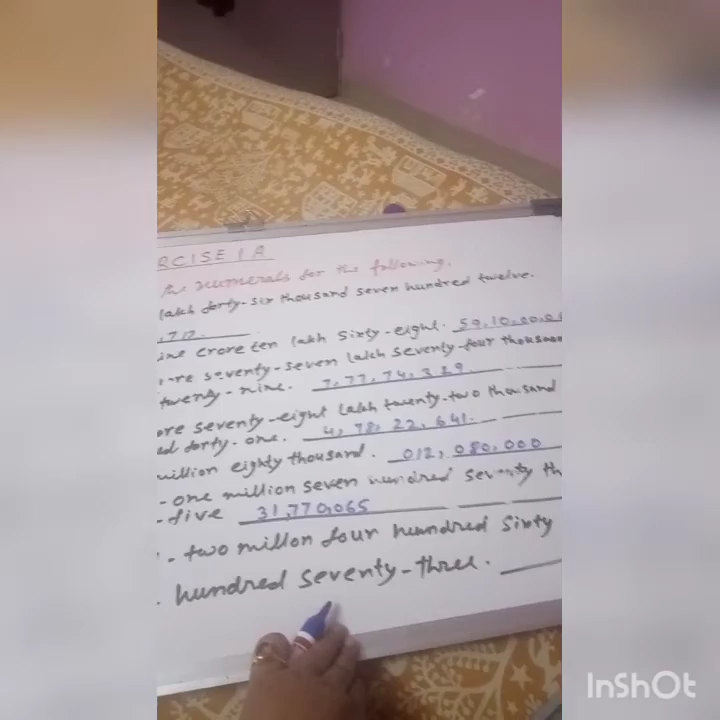 RCISE 1A
the numerals for the following.
lakh forty-six thousand seven hundred twelve.
,712.
ine crore ten lakh sixty-eight. 59,10,00,0
ore seventy-seven lakh seventy-four thousan
twenty-nine. 7,77,74,329.
ore seventy-eight lakh twenty-two thousand
ed forty-one. 4,78,22,641.
million eighty thousand. 012,080,000
-one million seven hundred seventy th
-five 31,770,065
- two millon four hundred sixty
. hundred seventy-three.
InShOt